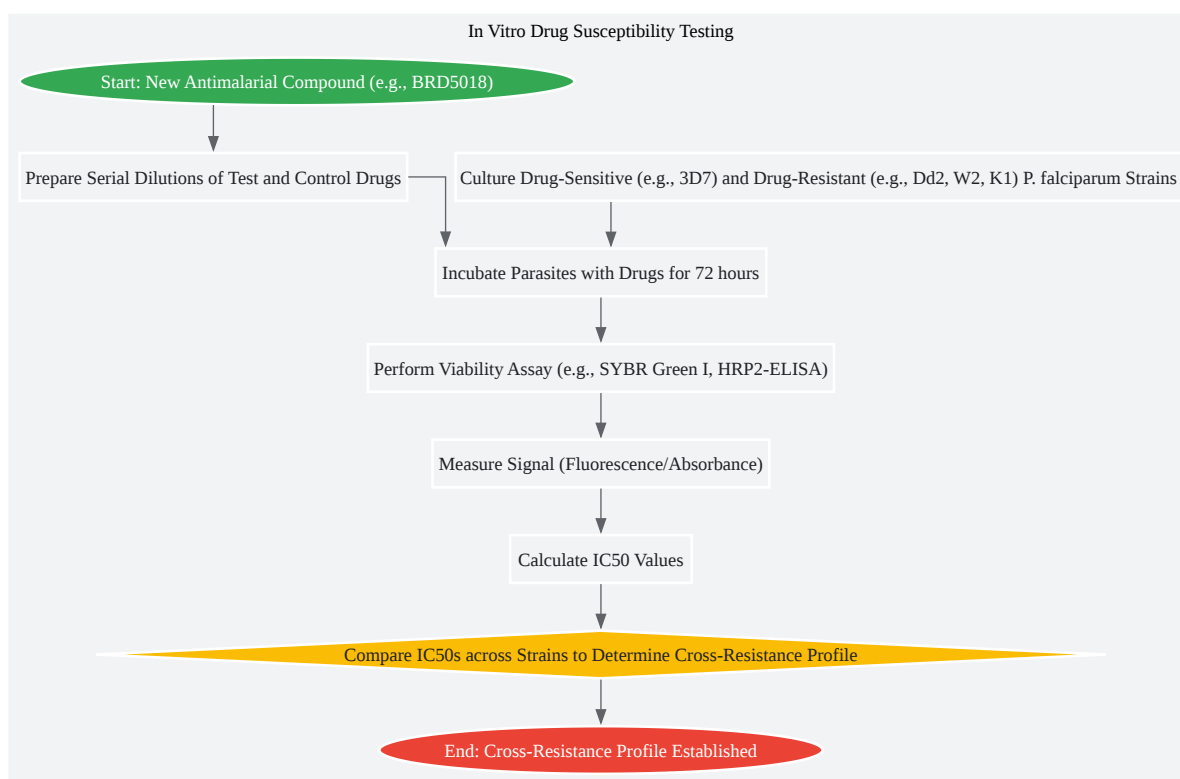 In Vitro Drug Susceptibility Testing
Start: New Antimalarial Compound (e.g., BRD5018)
Prepare Serial Dilutions of Test and Control Drugs
Culture Drug-Sensitive (e.g., 3D7) and Drug-Resistant (e.g., Dd2, W2, K1) P. falciparum Strains
Incubate Parasites with Drugs for 72 hours
Perform Viability Assay (e.g., SYBR Green I, HRP2-ELISA)
Measure Signal (Fluorescence/Absorbance)
Calculate IC50 Values
Compare IC50s across Strains to Determine Cross-Resistance Profile
End: Cross-Resistance Profile Established